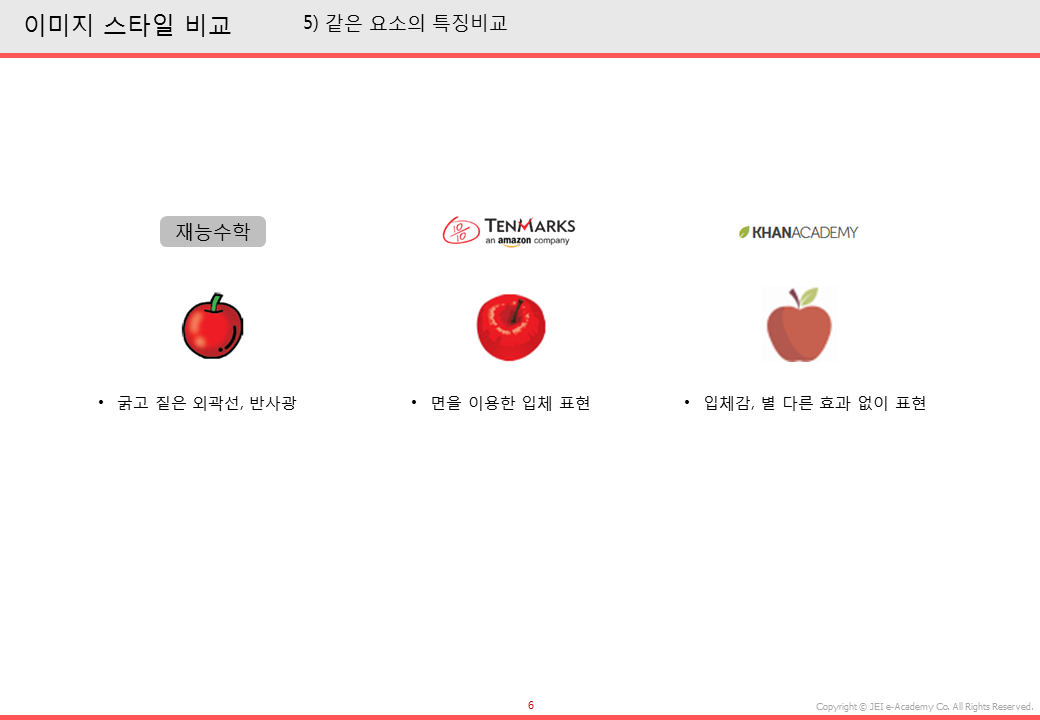 이미지 스타일 비교
5) 같은 요소의 특징비교
재능수학
TENMARKS
an amazon company
KHANACADEMY
• 굵고 짙은 외곽선, 반사광
• 면을 이용한 입체 표현
• 입체감, 별 다른 효과 없이 표현
6
Copyright © JEI e-Academy Co. All Rights Reserved.